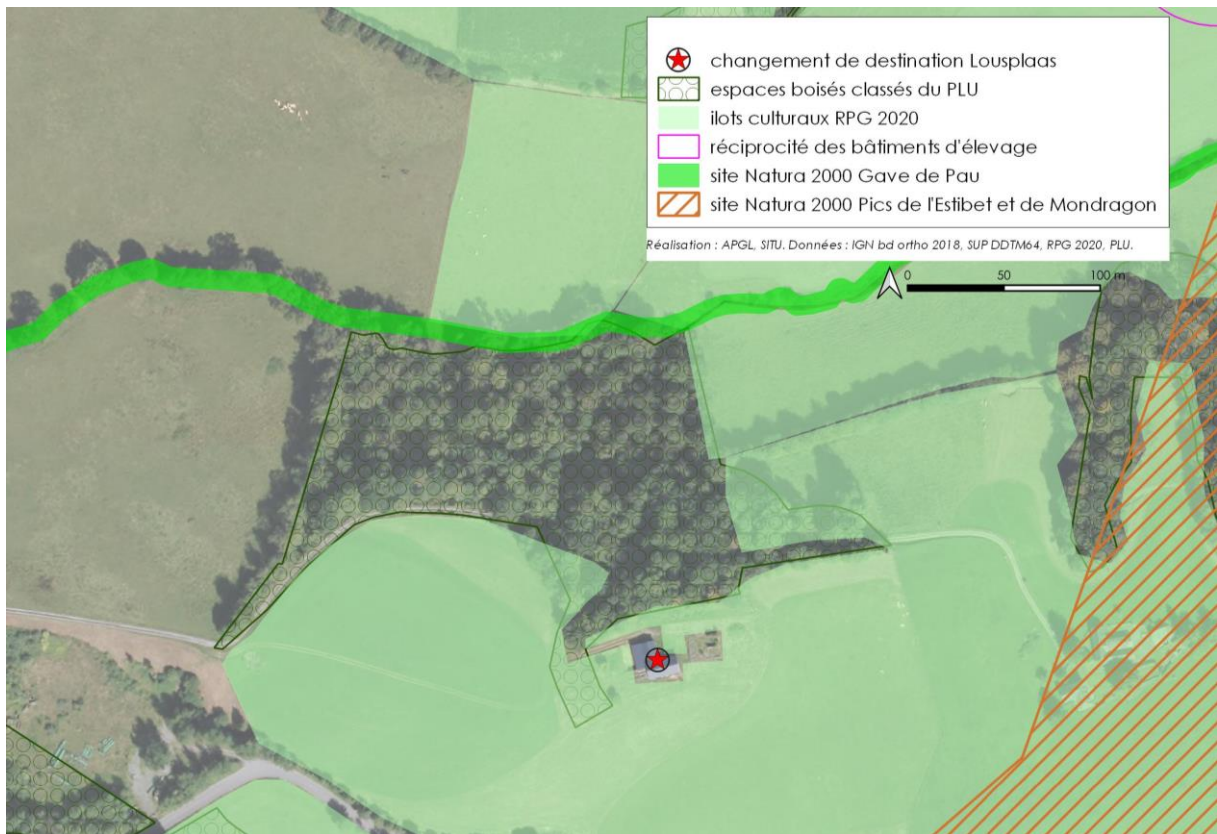 changement de destination Lousplaas
espaces boisés classés du PLU
ilots culturaux RPG 2020
réciprocité des bâtiments d'élevage
site Natura 2000 Gave de Pau
site Natura 2000 Pics de l'Estibet et de Mondragon
Réalisation : APGL, SITU. Données : IGN bd ortho 2018, SUP DDTM64, RPG 2020, PLU.
0 50 100 m